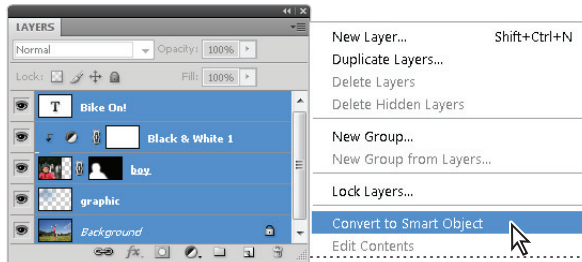 LAYERS
Normal Opacity: 100%
Lock: Fill: 100%
T Bike On!
Black & White 1
boy
graphic
Background
fx.
New Layer... Shift+Ctrl+N
Duplicate Layers...
Delete Layers
Delete Hidden Layers
New Group...
New Group from Layers...
Lock Layers...
Convert to Smart Object
Edit Contents